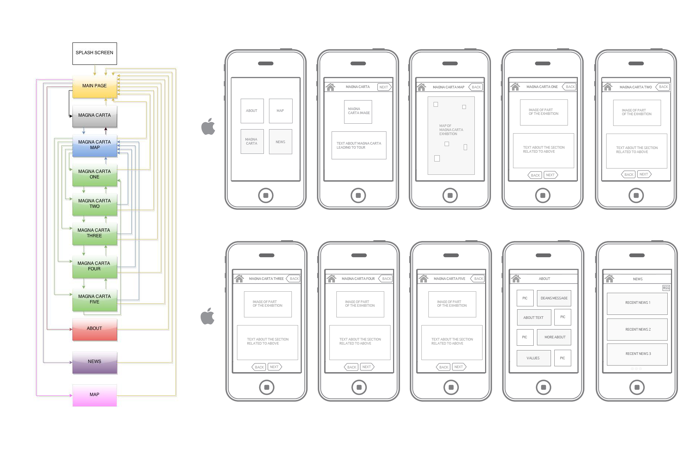 SPLASH SCREEN
MAIN PAGE
MAGNA CARTA
MAGNA CARTA
MAP
MAGNA CARTA
ONE
MAGNA CARTA
TWO
MAGNA CARTA
THREE
MAGNA CARTA
FOUR
MAGNA CARTA
FIVE
ABOUT
NEWS
MAP
ABOUT
MAP
MAGNA
CARTA
NEWS
MAGNA CARTA
NEXT
MAGNA
CARTA IMAGE
TEXT ABOUT MAGNA CARTA
LEADING TO TOUR
MAGNA CARTA MAP
BACK
MAP OF
MAGNA CARTA
EXHIBITION
MAGNA CARTA ONE
BACK
IMAGE OF PART
OF THE EXHIBITION
TEXT ABOUT THE SECTION
RELATED TO ABOVE
BACK
NEXT
MAGNA CARTA TWO
BACK
IMAGE OF PART
OF THE EXHIBITION
TEXT ABOUT THE SECTION
RELATED TO ABOVE
BACK
NEXT
MAGNA CARTA THREE
BACK
IMAGE OF PART
OF THE EXHIBITION
TEXT ABOUT THE SECTION
RELATED TO ABOVE
BACK
NEXT
MAGNA CARTA FOUR
BACK
IMAGE OF PART
OF THE EXHIBITION
TEXT ABOUT THE SECTION
RELATED TO ABOVE
BACK
NEXT
MAGNA CARTA FIVE
BACK
IMAGE OF PART
OF THE EXHIBITION
TEXT ABOUT THE SECTION
RELATED TO ABOVE
BACK
NEXT
ABOUT
PIC
DEANS MESSAGE
ABOUT TEXT
PIC
PIC
MORE ABOUT
VALUES
PIC
NEWS
RECENT NEWS 1
RECENT NEWS 2
RECENT NEWS 3